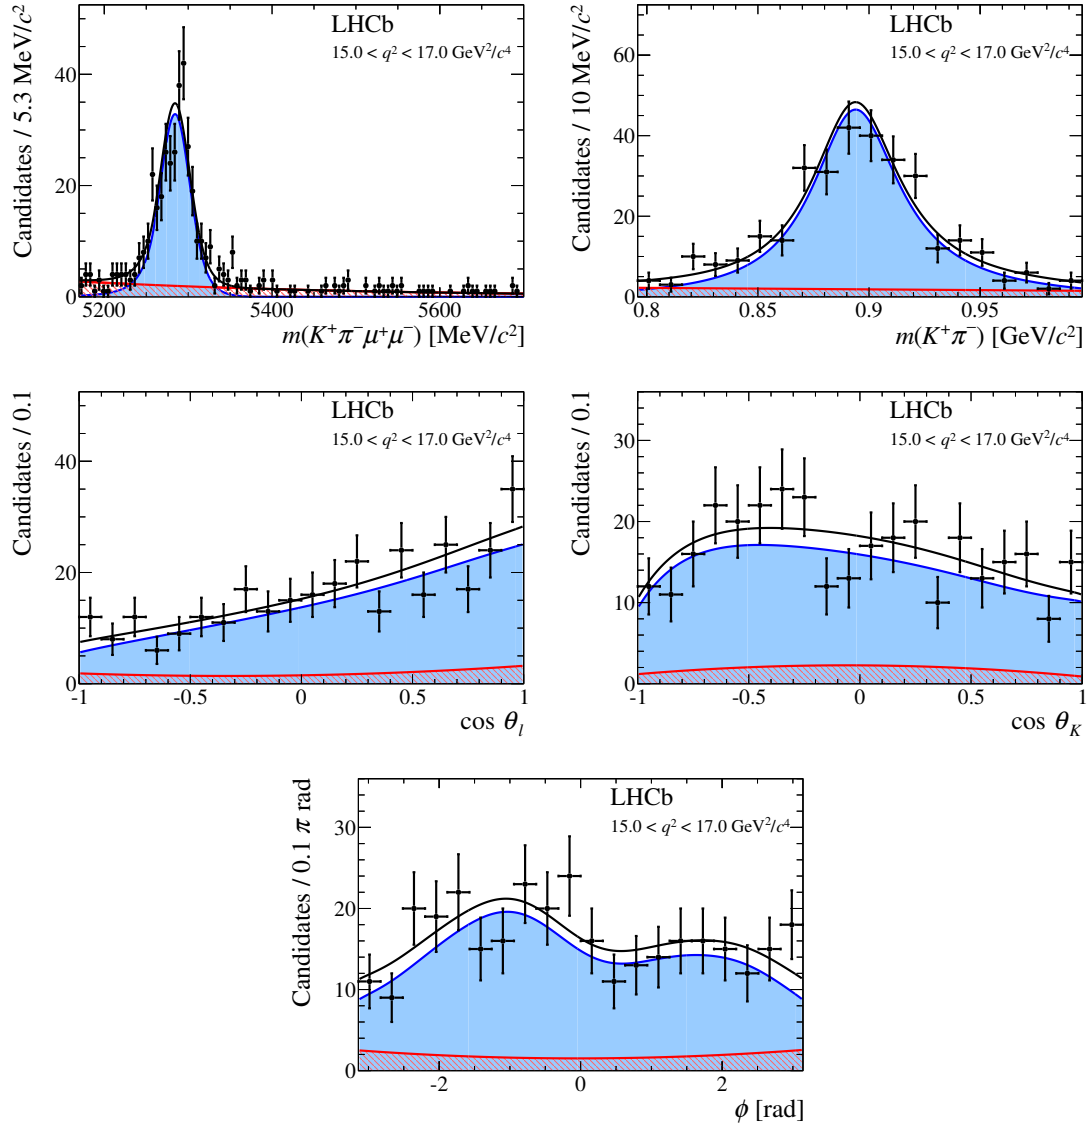 Candidates / 5.3 MeV/c²
40
20
0
5200
5400
5600
LHCb
15.0 < q² < 17.0 GeV²/c⁴
m(K⁺π⁻μ⁺μ⁻) [MeV/c²]
Candidates / 10 MeV/c²
60
40
20
0
0.8
0.85
0.9
0.95
LHCb
15.0 < q² < 17.0 GeV²/c⁴
m(K⁺π⁻) [GeV/c²]
Candidates / 0.1
40
20
0
-1
-0.5
0
0.5
1
LHCb
15.0 < q² < 17.0 GeV²/c⁴
cos θ_l
Candidates / 0.1
30
20
10
0
-1
-0.5
0
0.5
1
LHCb
15.0 < q² < 17.0 GeV²/c⁴
cos θ_K
Candidates / 0.1 π rad
30
20
10
0
-2
0
2
LHCb
15.0 < q² < 17.0 GeV²/c⁴
ϕ [rad]